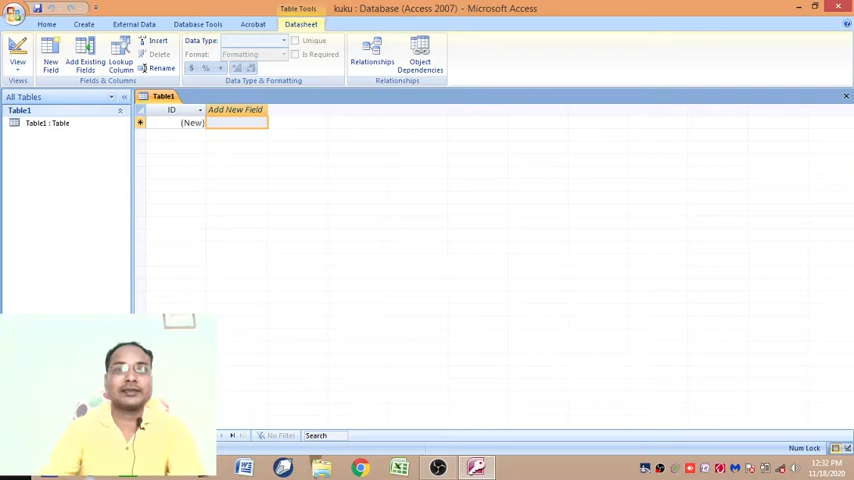 Table Tools
kuku : Database (Access 2007) - Microsoft Access
Home Create External Data Database Tools Acrobat Datasheet
View
Views
New Field
Add Existing Fields
Lookup Column
Insert
Delete
Rename
Fields & Columns
Data Type:
Format: Formatting
$ %
Unique
Is Required
Data Type & Formatting
Relationships
Object Dependencies
Relationships
All Tables
Table1
Table1 : Table
Table1
ID Add New Field
(New)
No Filter Search
Num Lock
12:32 PM
11/18/2020